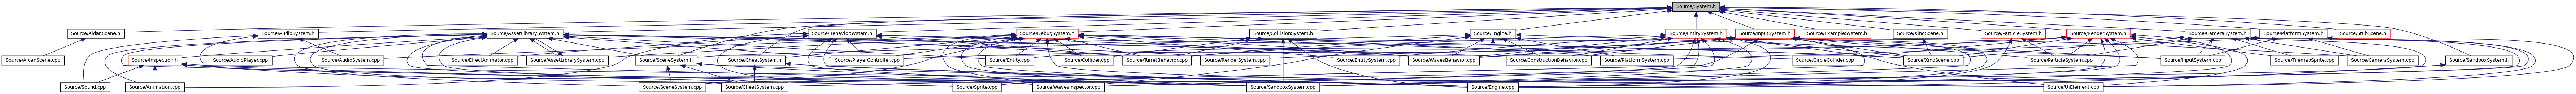 Source/System.h
Source/AidanScene.h
Source/AudioSystem.h
Source/AssetLibrarySystem.h
Source/BehaviorSystem.h
Source/DebugSystem.h
Source/CollisionSystem.h
Source/Engine.h
Source/EntitySystem.h
Source/InputSystem.h
Source/ExampleSystem.h
Source/XinoScene.h
Source/ParticleSystem.h
Source/RenderSystem.h
Source/CameraSystem.h
Source/PlatformSystem.h
Source/StubScene.h
Source/AidanScene.cpp
Source/Inspection.h
Source/AudioPlayer.cpp
Source/AudioSystem.cpp
Source/EffectAnimator.cpp
Source/AssetLibrarySystem.cpp
Source/SceneSystem.h
Source/CheatSystem.h
Source/PlayerController.cpp
Source/Entity.cpp
Source/Collider.cpp
Source/TurretBehavior.cpp
Source/RenderSystem.cpp
Source/EntitySystem.cpp
Source/WavesBehavior.cpp
Source/ConstructionBehavior.cpp
Source/PlatformSystem.cpp
Source/CircleCollider.cpp
Source/XinoScene.cpp
Source/ParticleSystem.cpp
Source/InputSystem.cpp
Source/TilemapSprite.cpp
Source/CameraSystem.cpp
Source/SandboxSystem.h
Source/Sound.cpp
Source/Animation.cpp
Source/SceneSystem.cpp
Source/CheatSystem.cpp
Source/Sprite.cpp
Source/WavesInspector.cpp
Source/SandboxSystem.cpp
Source/Engine.cpp
Source/UiElement.cpp